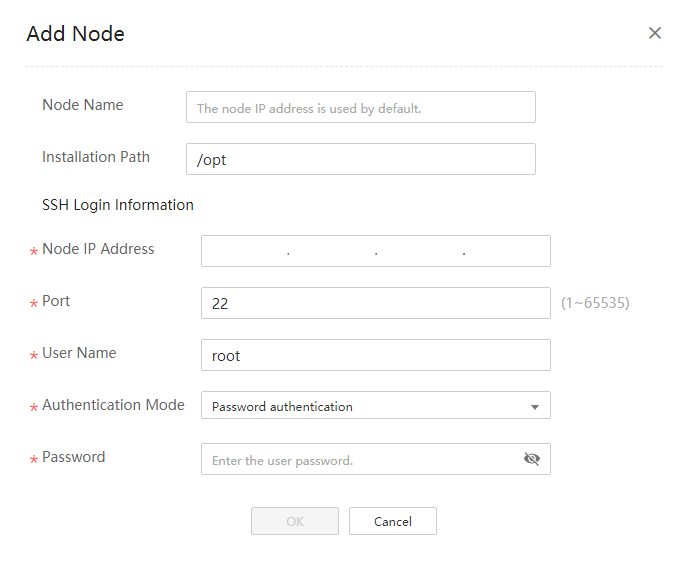 Add Node
Node Name The node IP address is used by default.
Installation Path /opt
SSH Login Information
* Node IP Address . . .
* Port 22 (1~65535)
* User Name root
* Authentication Mode Password authentication
* Password Enter the user password.
OK Cancel